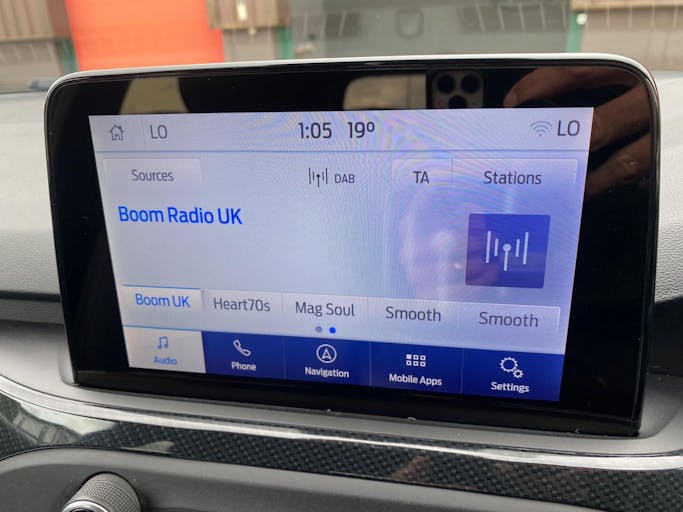 LO 1:05 19º LO
Sources DAB TA Stations
Boom Radio UK
Boom UK Heart70s Mag Soul Smooth Smooth
Audio Phone Navigation Mobile Apps Settings